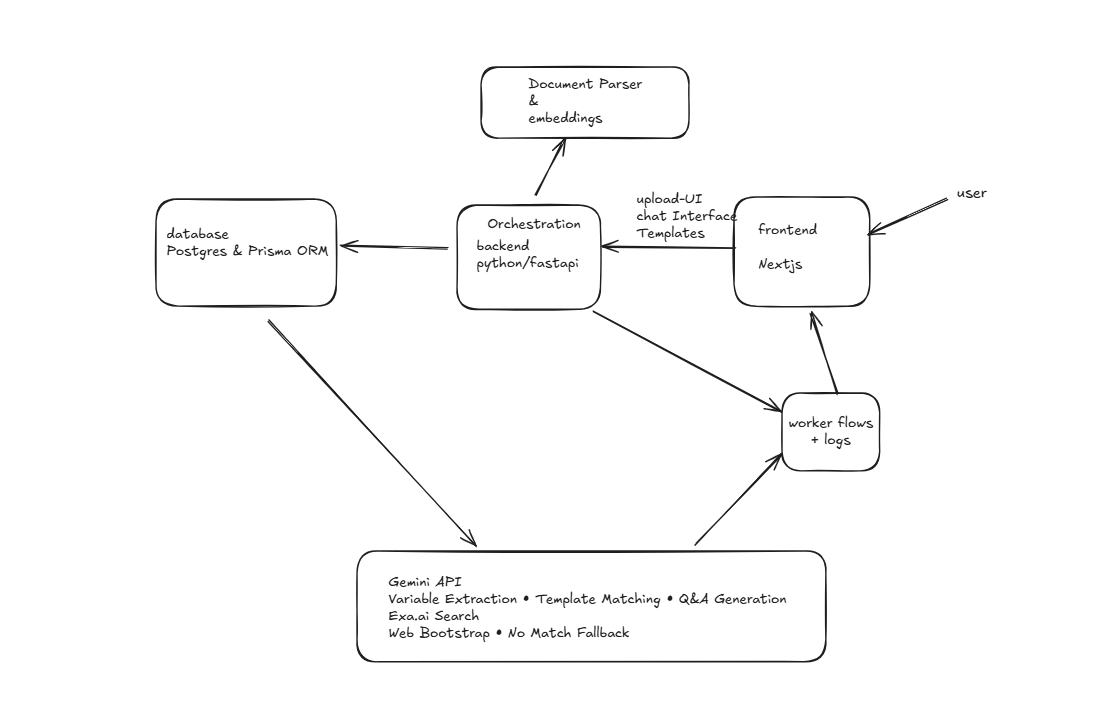 Document Parser
&
embeddings
user
upload-UI
chat Interface
Templates
database
Postgres & Prisma ORM
Orchestration
backend
python/fastapi
frontend
Nextjs
worker flows
+ logs
Gemini API
Variable Extraction • Template Matching • Q&A Generation
Exa.ai Search
Web Bootstrap • No Match Fallback